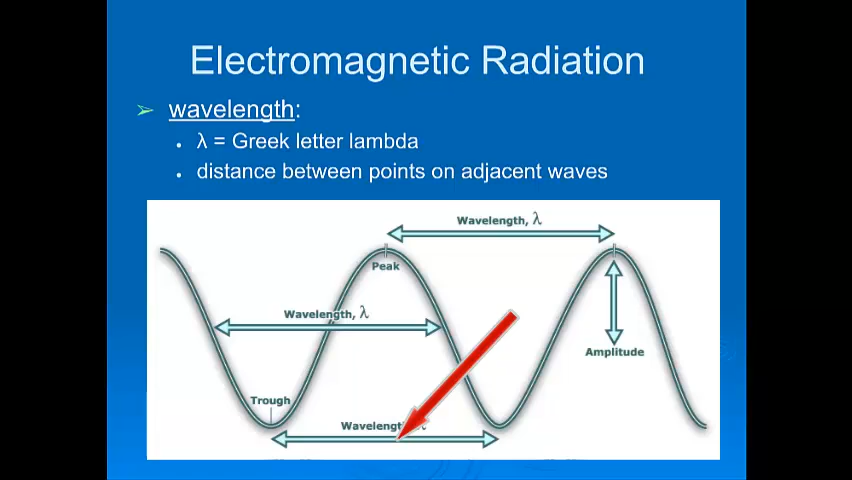 Electromagnetic Radiation
➢ wavelength:
• λ = Greek letter lambda
• distance between points on adjacent waves
Wavelength, λ
Peak
Wavelength, λ
Amplitude
Trough
Wavelength